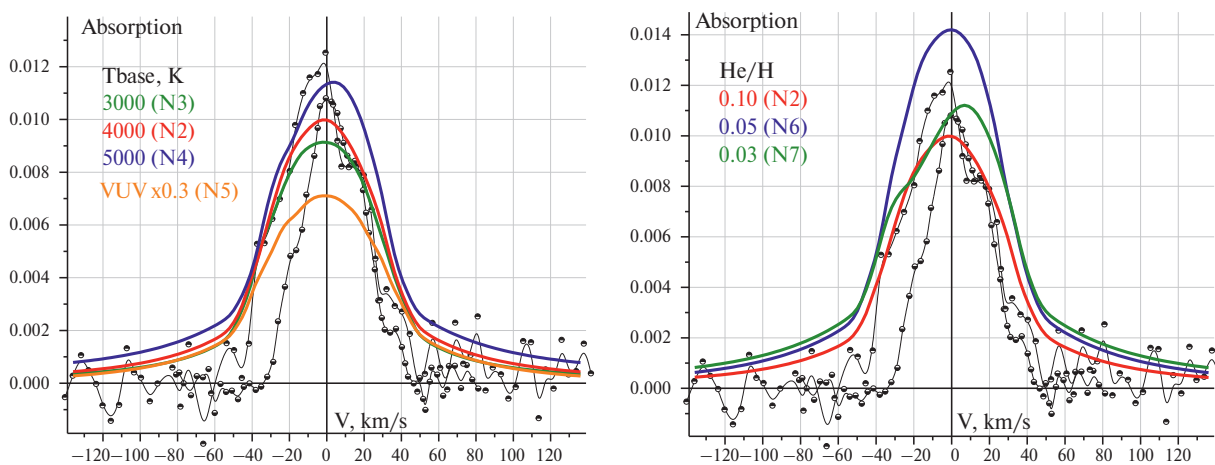 Absorption
0.012
0.010
0.008
0.006
0.004
0.002
0.000
Tbase, K
3000 (N3)
4000 (N2)
5000 (N4)
VUV x0.3 (N5)
V, km/s
−120 −100 −80 −60 −40 −20 0 20 40 60 80 100 120
Absorption
0.014
0.012
0.010
0.008
0.006
0.004
0.002
0.000
He/H
0.10 (N2)
0.05 (N6)
0.03 (N7)
V, km/s
−120 −100 −80 −60 −40 −20 0 20 40 60 80 100 120